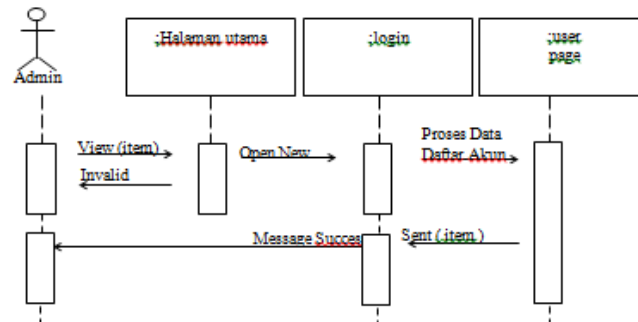 ;Halaman utama
;login
;user
page
Admin
View (item)
Open New
Proses Data
Daftar Akun
Invalid
Message Succes
Sent (.item )